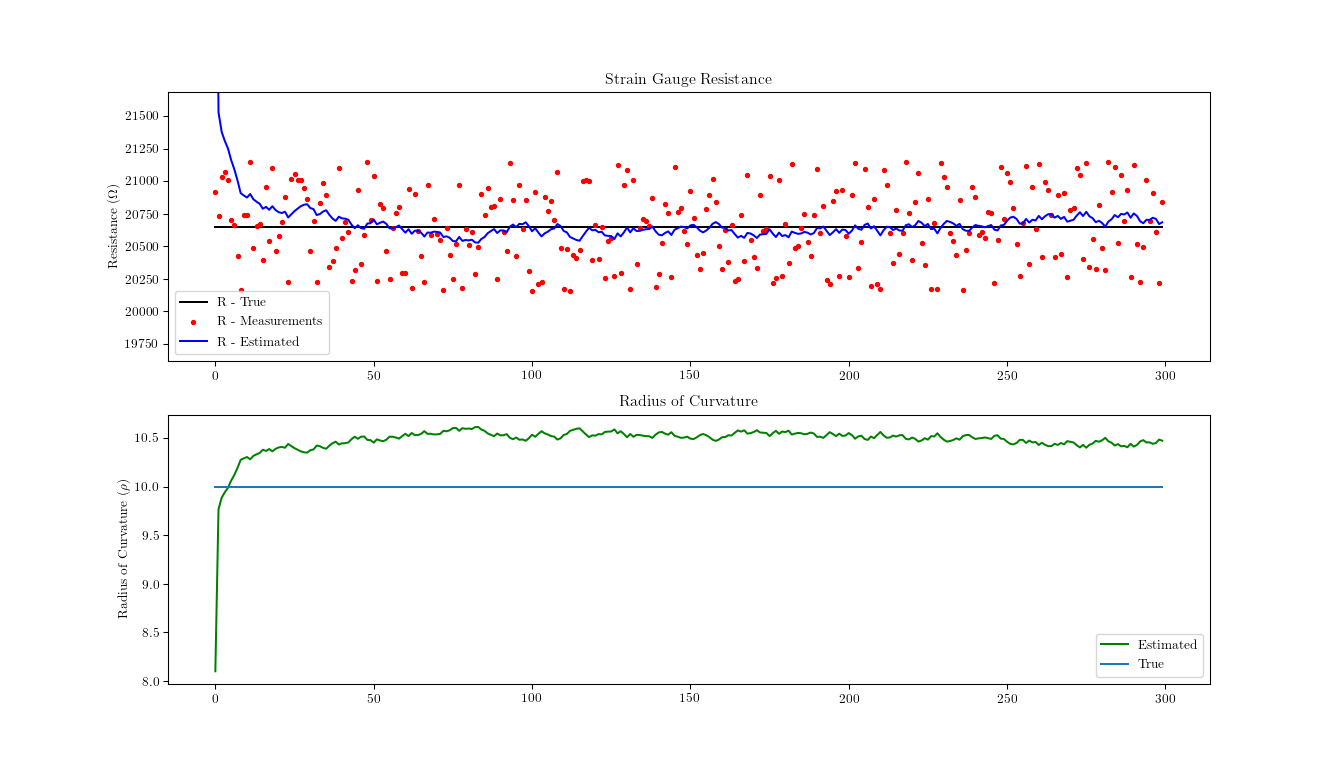 Strain Gauge Resistance
Resistance (Ω)
21500
21250
21000
20750
20500
20250
20000
19750
R - True
R - Measurements
R - Estimated
0 50 100 150 200 250 300
Radius of Curvature
Radius of Curvature (ρ)
10.5
10.0
9.5
9.0
8.5
8.0
Estimated
True
0 50 100 150 200 250 300